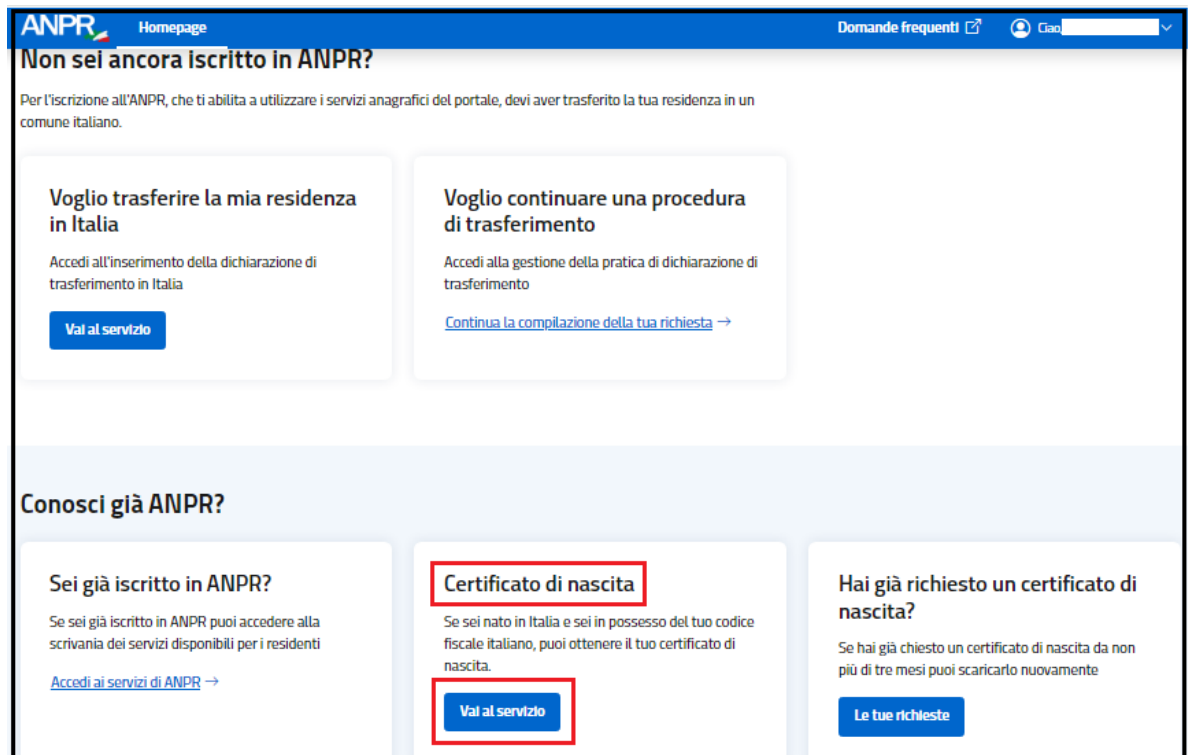 ANPR Homepage Domande frequenti Ciao
Non sei ancora iscritto in ANPR?
Per l'iscrizione all'ANPR, che ti abilita a utilizzare i servizi anagrafici del portale, devi aver trasferito la tua residenza in un
comune italiano.
Voglio trasferire la mia residenza
in Italia
Accedi all'inserimento della dichiarazione di
trasferimento in Italia
Vai al servizio
Voglio continuare una procedura
di trasferimento
Accedi alla gestione della pratica di dichiarazione di
trasferimento
Continua la compilazione della tua richiesta →
Conosci già ANPR?
Sei già iscritto in ANPR?
Se sei già iscritto in ANPR puoi accedere alla
scrivania dei servizi disponibili per i residenti
Accedi ai servizi di ANPR →
Certificato di nascita
Se sei nato in Italia e sei in possesso del tuo codice
fiscale italiano, puoi ottenere il tuo certificato di
nascita.
Vai al servizio
Hai già richiesto un certificato di
nascita?
Se hai già chiesto un certificato di nascita da non
più di tre mesi puoi scaricarlo nuovamente
Le tue richieste